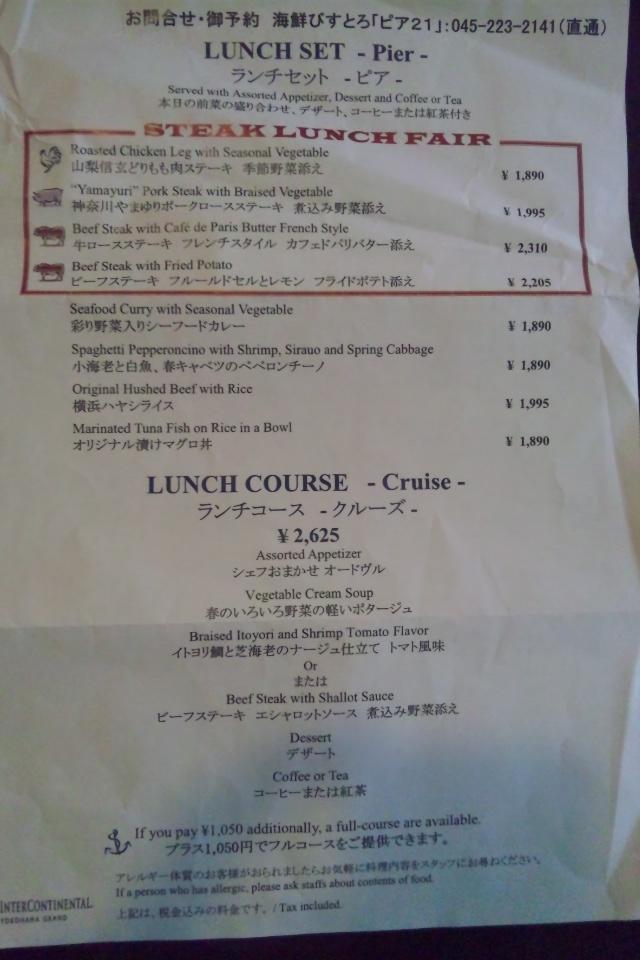 お問合せ・御予約 海鮮びすとろ「ピア２１」:045-223-2141(直通)
LUNCH SET - Pier -
ランチセット - ピア -
Served with Assorted Appetizer, Dessert and Coffee or Tea
本日の前菜の盛り合わせ、デザート、コーヒーまたは紅茶付き
STEAK LUNCH FAIR
Roasted Chicken Leg with Seasonal Vegetable
山梨信玄どりもも肉ステーキ 季節野菜添え ¥ 1,890
"Yamayuri" Pork Steak with Braised Vegetable
神奈川やまゆりポークロースステーキ 煮込み野菜添え ¥ 1,995
Beef Steak with Café de Paris Butter French Style
牛ロースステーキ フレンチスタイル カフェドパリバター添え ¥ 2,310
Beef Steak with Fried Potato
ビーフステーキ フルールドセルとレモン フライドポテト添え ¥ 2,205
Seafood Curry with Seasonal Vegetable
彩り野菜入りシーフードカレー ¥ 1,890
Spaghetti Pepperoncino with Shrimp, Sirauo and Spring Cabbage
小海老と白魚、春キャベツのペペロンチーノ ¥ 1,890
Original Hushed Beef with Rice
横浜ハヤシライス ¥ 1,995
Marinated Tuna Fish on Rice in a Bowl
オリジナル漬けマグロ丼 ¥ 1,890
LUNCH COURSE - Cruise -
ランチコース - クルーズ -
¥ 2,625
Assorted Appetizer
シェフおまかせ オードヴル
Vegetable Cream Soup
春のいろいろ野菜の軽いポタージュ
Braised Itoyori and Shrimp Tomato Flavor
イトヨリ鯛と芝海老のナージュ仕立て トマト風味
Or
または
Beef Steak with Shallot Sauce
ビーフステーキ エシャロットソース 煮込み野菜添え
Dessert
デザート
Coffee or Tea
コーヒーまたは紅茶
If you pay ¥1,050 additionally, a full-course are available.
プラス1,050円でフルコースをご提供できます。
アレルギー体質のお客様がおられましたらお気軽に料理内容をスタッフにお尋ねください。
If a person who has allergic, please ask staffs about contents of food.
INTERCONTINENTAL
YOKOHAMA GRAND
上記は、税金込みの料金です。 / Tax included.